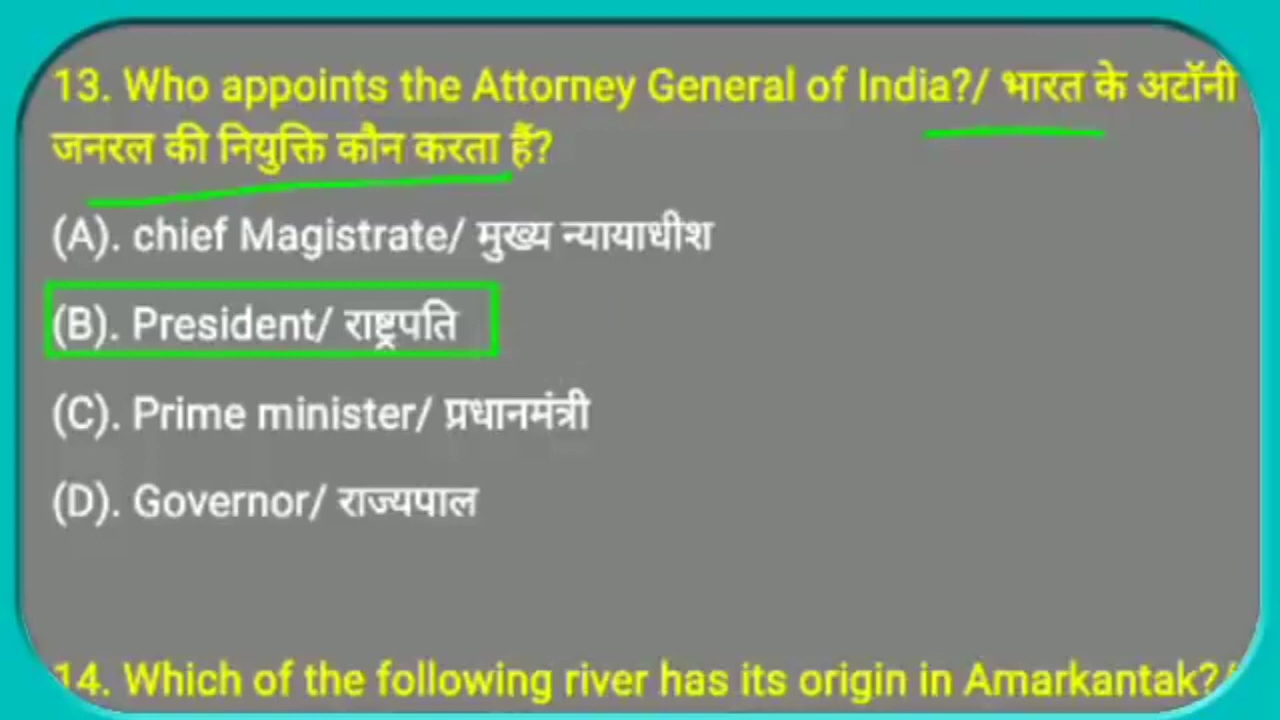 13. Who appoints the Attorney General of India?/ भारत के अटॉनी
जनरल की नियुक्ति कौन करता हैं?
(A). chief Magistrate/ मुख्य न्यायाधीश
(B). President/ राष्ट्रपति
(C). Prime minister/ प्रधानमंत्री
(D). Governor/ राज्यपाल
14. Which of the following river has its origin in Amarkantak?/